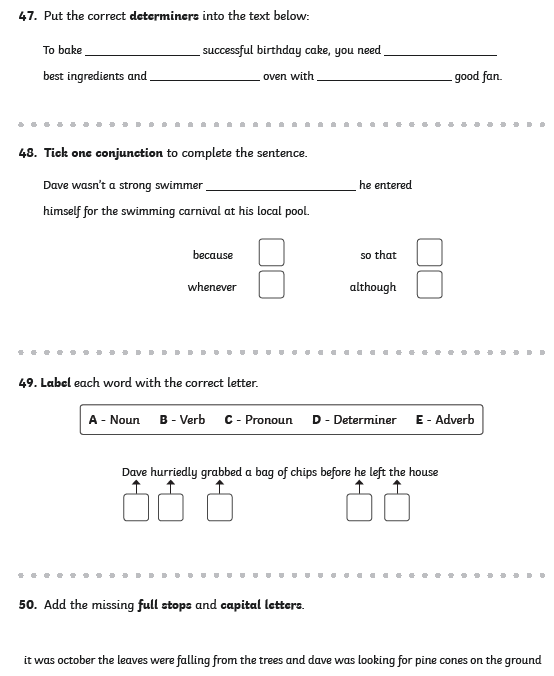 47. Put the correct determiners into the text below:
To bake ____________________ successful birthday cake, you need ____________________
best ingredients and ____________________ oven with ________________________ good fan.
48. Tick one conjunction to complete the sentence.
Dave wasn't a strong swimmer ___________________________ he entered
himself for the swimming carnival at his local pool.
because so that
whenever although
49. Label each word with the correct letter.
A - Noun B - Verb C - Pronoun D - Determiner E - Adverb
Dave hurriedly grabbed a bag of chips before he left the house
50. Add the missing full stops and capital letters.
it was october the leaves were falling from the trees and dave was looking for pine cones on the ground